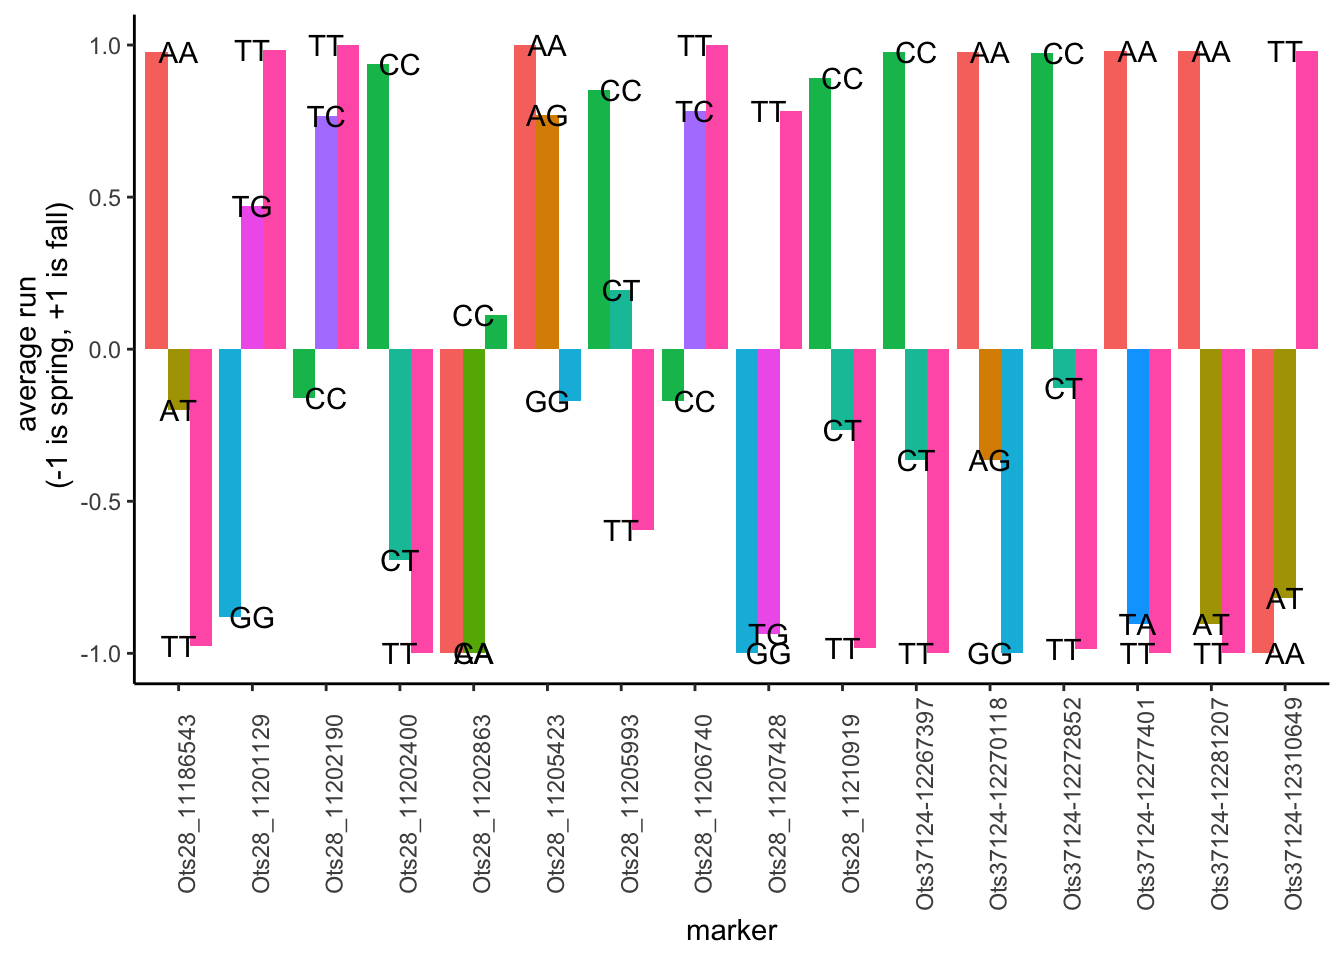 average run
(-1 is spring, +1 is fall)
1.0
0.5
0.0
-0.5
-1.0
AA
AT
TT
GG
TG
TT
CC
TC
TT
CC
CT
TT
AA
CA
CC
AA
AG
GG
CC
CT
TT
CC
TC
TT
GG
TG
TT
CC
CT
TT
CC
CT
TT
AA
AG
GG
CC
CT
TT
AA
TA
TT
AA
AT
TT
AA
AT
TT
Ots28_11186543
Ots28_11201129
Ots28_11202190
Ots28_11202400
Ots28_11202863
Ots28_11205423
Ots28_11205993
Ots28_11206740
Ots28_11207428
Ots28_11210919
Ots37124-12267397
Ots37124-12270118
Ots37124-12272852
Ots37124-12277401
Ots37124-12281207
Ots37124-12310649
marker